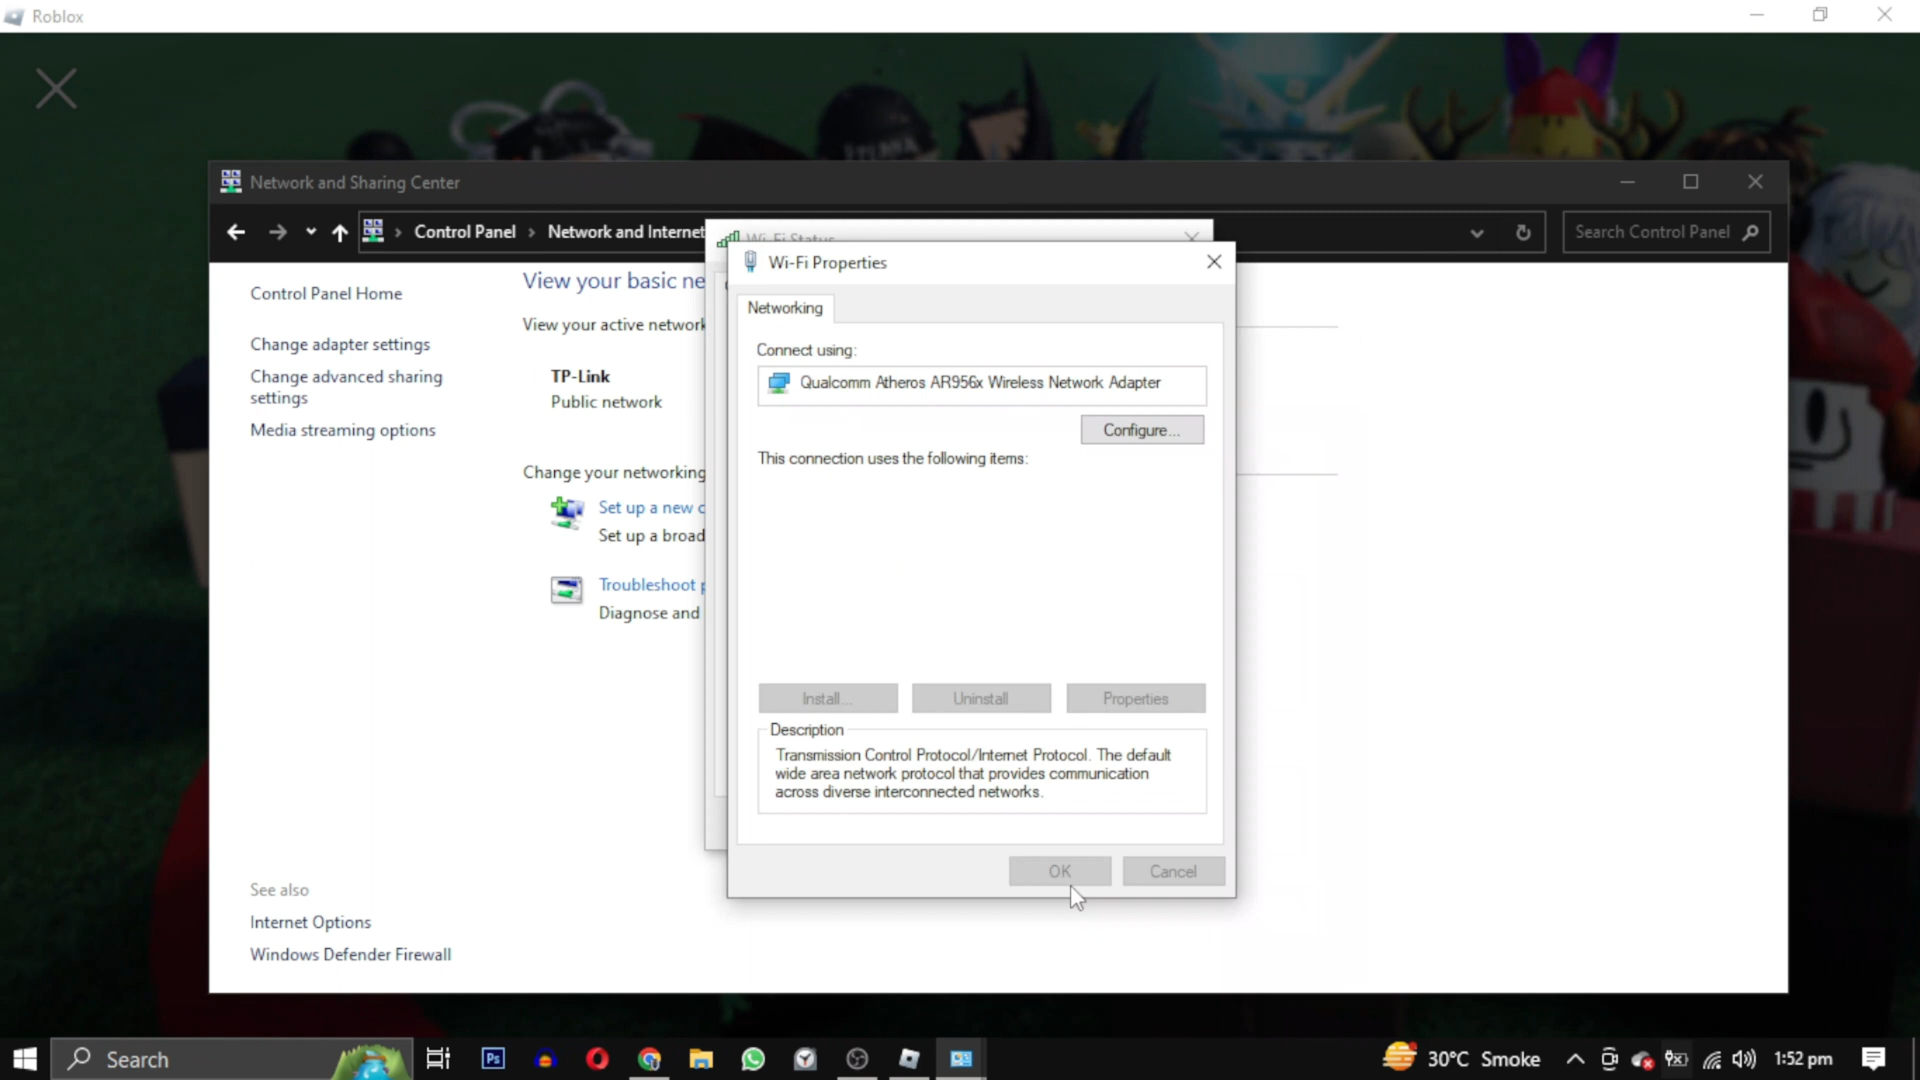 Roblox
Network and Sharing Center
Control Panel
Network and Internet
Search Control Panel
Wi-Fi Status
Wi-Fi Properties
Control Panel Home
View your basic ne
Networking
View your active network
Change adapter settings
Connect using:
TP-Link
Public network
Change advanced sharing
settings
Qualcomm Atheros AR956x Wireless Network Adapter
Media streaming options
Configure...
This connection uses the following items:
Change your networking
Set up a new c
Set up a broad
Troubleshoot p
Diagnose and
Install...
Uninstall
Properties
Description
Transmission Control Protocol/Internet Protocol. The default
wide area network protocol that provides communication
across diverse interconnected networks.
OK
Cancel
See also
Internet Options
Windows Defender Firewall
Search
Ps
30°C Smoke
1:52 pm